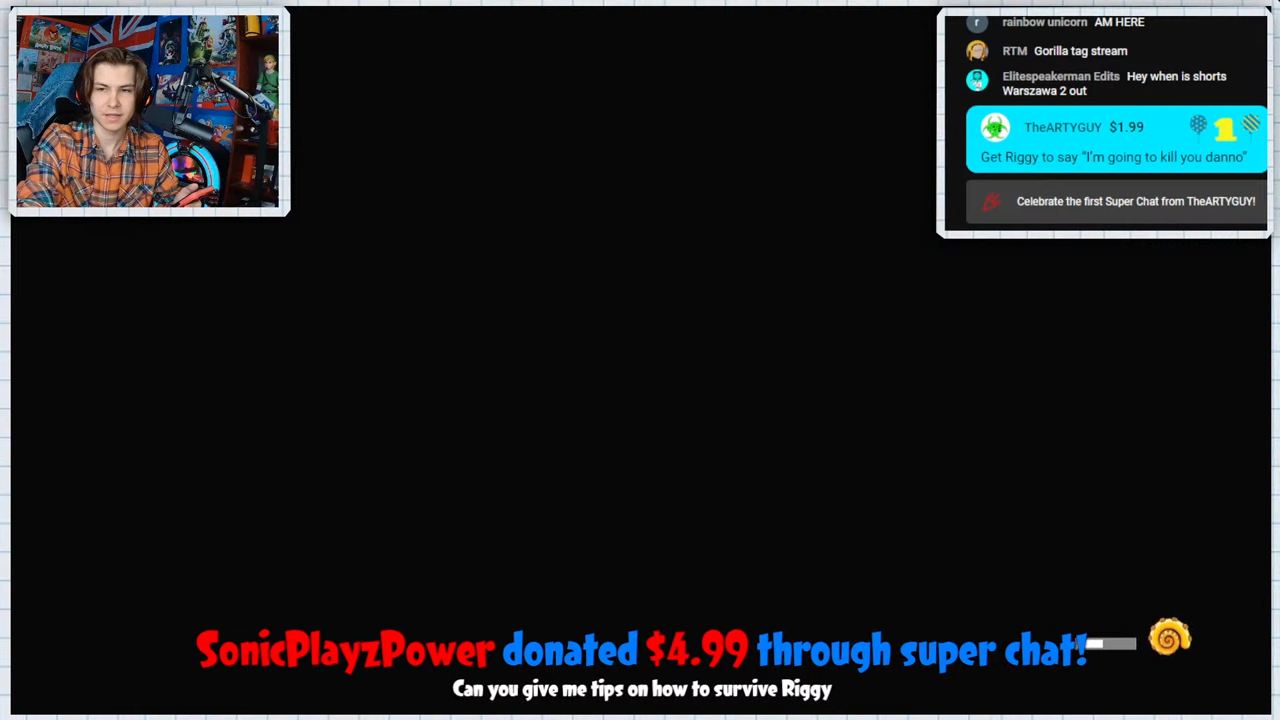 rainbow unicorn AM HERE
RTM Gorilla tag stream
Elitespeakerman Edits Hey when is shorts
Warszawa 2 out
TheARTYGUY $1.99
1
Get Riggy to say “I’m going to kill you danno”
Celebrate the first Super Chat from TheARTYGUY!
SonicPlayzPower donated $4.99 through super chat!
Can you give me tips on how to survive Riggy